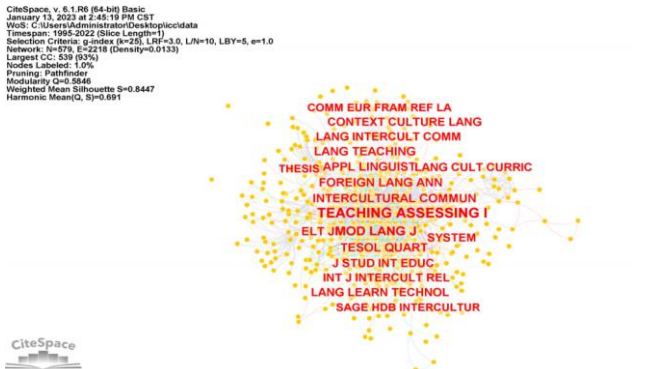 CiteSpace, v. 6.1.R6 (64-bit) Basic
January 13, 2023 at 2:45:19 PM CST
WoS: C:\Users\Administrator\Desktop\icc\data
Timespan: 1995-2022 (Slice Length=1)
Selection Criteria: g-index (k=25), LRF=3.0, L/N=10, LBY=5, e=1.0
Network: N=579, E=2218 (Density=0.0133)
Largest CC: 539 (93%)
Nodes Labeled: 1.0%
Pruning: Pathfinder
Modularity Q=0.5846
Weighted Mean Silhouette S=0.8447
Harmonic Mean(Q, S)=0.691
COMM EUR FRAM REF LA
CONTEXT CULTURE LANG
LANG INTERCULT COMM
LANG TEACHING
THESIS APPL LINGUIST LANG CULT CURRIC
FOREIGN LANG ANN
INTERCULTURAL COMMUN
TEACHING ASSESSING I
ELT J MOD LANG J
SYSTEM
TESOL QUART
J STUD INT EDUC
INT J INTERCULT REL
LANG LEARN TECHNOL
SAGE HDB INTERCULTUR
CiteSpace